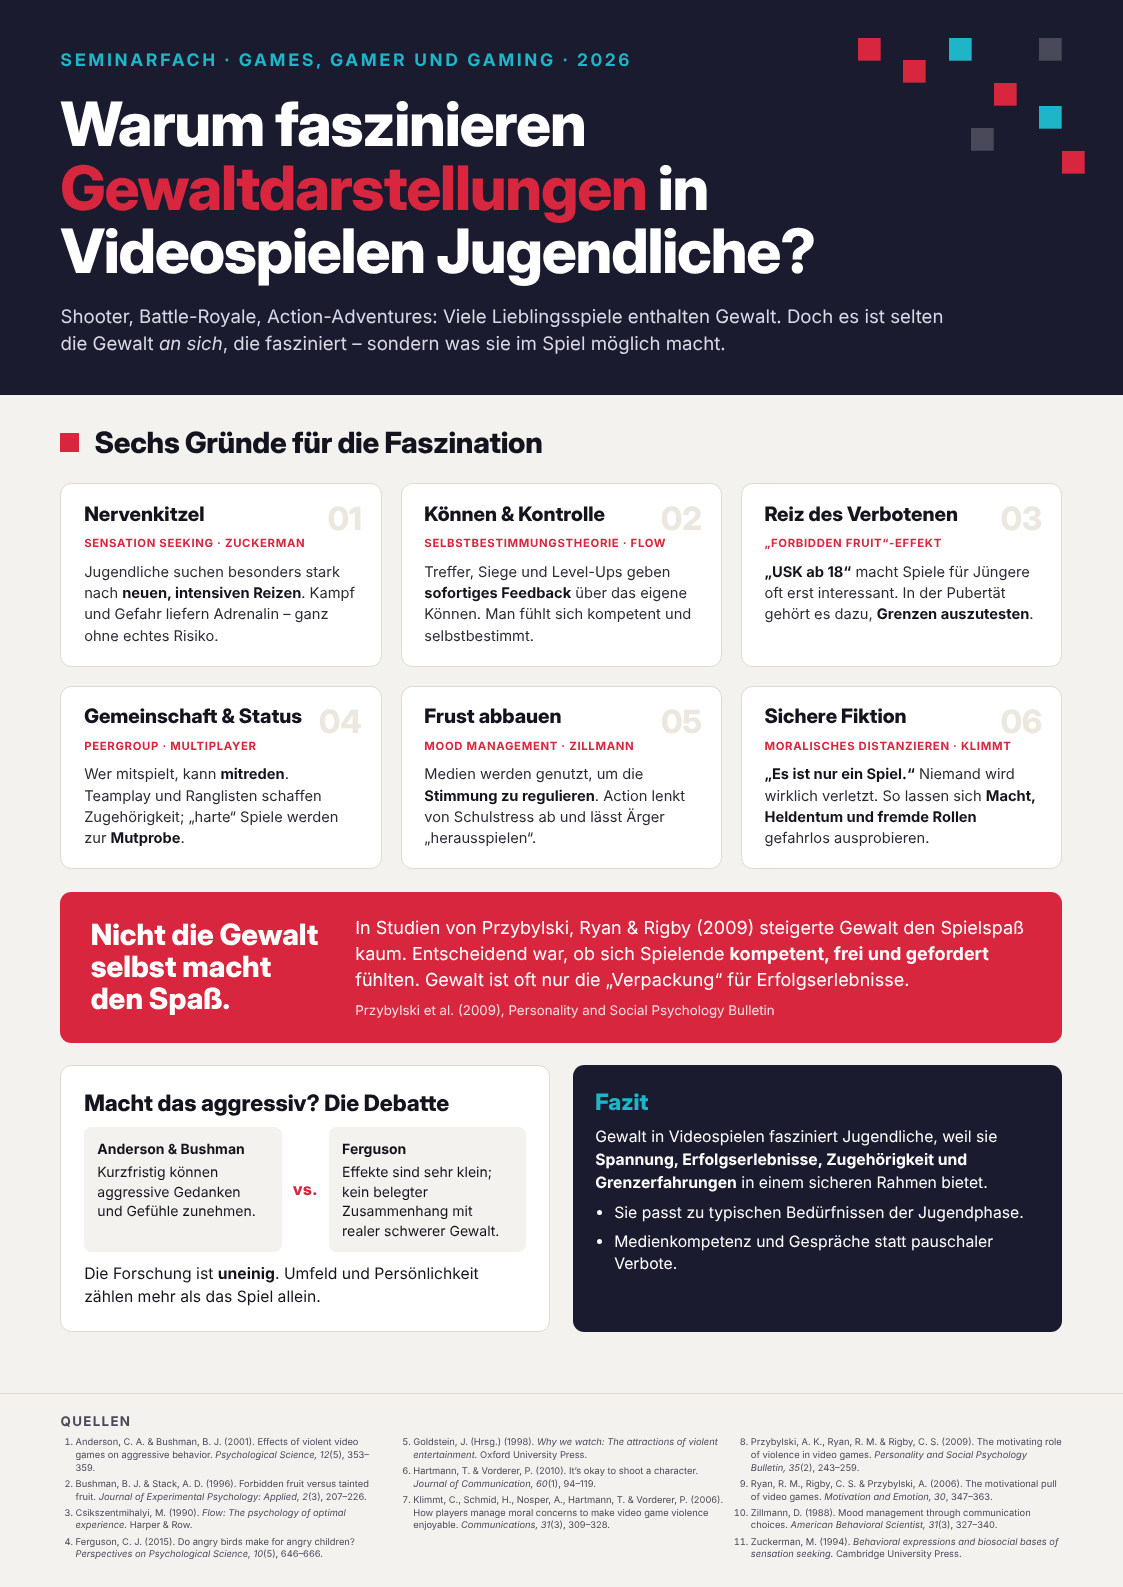 SEMINARFACH · GAMES, GAMER UND GAMING · 2026
Warum faszinieren
Gewaltdarstellungen in
Videospielen Jugendliche?
Shooter, Battle-Royale, Action-Adventures: Viele Lieblingsspiele enthalten Gewalt. Doch es ist selten
die Gewalt an sich, die fasziniert – sondern was sie im Spiel möglich macht.
Sechs Gründe für die Faszination
Nervenkitzel
01
SENSATION SEEKING · ZUCKERMAN
Jugendliche suchen besonders stark
nach neuen, intensiven Reizen. Kampf
und Gefahr liefern Adrenalin – ganz
ohne echtes Risiko.
Können & Kontrolle
02
SELBSTBESTIMMUNGSTHEORIE · FLOW
Treffer, Siege und Level-Ups geben
sofortiges Feedback über das eigene
Können. Man fühlt sich kompetent und
selbstbestimmt.
Reiz des Verbotenen
03
„FORBIDDEN FRUIT“-EFFEKT
„USK ab 18“ macht Spiele für Jüngere
oft erst interessant. In der Pubertät
gehört es dazu, Grenzen auszutesten.
Gemeinschaft & Status
04
PEERGROUP · MULTIPLAYER
Wer mitspielt, kann mitreden.
Teamplay und Ranglisten schaffen
Zugehörigkeit; „harte“ Spiele werden
zur Mutprobe.
Frust abbauen
05
MOOD MANAGEMENT · ZILLMANN
Medien werden genutzt, um die
Stimmung zu regulieren. Action lenkt
von Schulstress ab und lässt Ärger
„herausspielen“.
Sichere Fiktion
06
MORALISCHES DISTANZIEREN · KLIMMT
„Es ist nur ein Spiel.“ Niemand wird
wirklich verletzt. So lassen sich Macht,
Heldentum und fremde Rollen
gefahrlos ausprobieren.
Nicht die Gewalt
selbst macht
den Spaß.
In Studien von Przybylski, Ryan & Rigby (2009) steigerte Gewalt den Spielspaß
kaum. Entscheidend war, ob sich Spielende kompetent, frei und gefordert
fühlten. Gewalt ist oft nur die „Verpackung“ für Erfolgserlebnisse.
Przybylski et al. (2009), Personality and Social Psychology Bulletin
Macht das aggressiv? Die Debatte
Anderson & Bushman
Kurzfristig können
aggressive Gedanken
und Gefühle zunehmen.
vs.
Ferguson
Effekte sind sehr klein;
kein belegter
Zusammenhang mit
realer schwerer Gewalt.
Die Forschung ist uneinig. Umfeld und Persönlichkeit
zählen mehr als das Spiel allein.
Fazit
Gewalt in Videospielen fasziniert Jugendliche, weil sie
Spannung, Erfolgserlebnisse, Zugehörigkeit und
Grenzerfahrungen in einem sicheren Rahmen bietet.
• Sie passt zu typischen Bedürfnissen der Jugendphase.
• Medienkompetenz und Gespräche statt pauschaler
Verbote.
QUELLEN
1. Anderson, C. A. & Bushman, B. J. (2001). Effects of violent video
games on aggressive behavior. Psychological Science, 12(5), 353–
359.
2. Bushman, B. J. & Stack, A. D. (1996). Forbidden fruit versus tainted
fruit. Journal of Experimental Psychology: Applied, 2(3), 207–226.
3. Csikszentmihalyi, M. (1990). Flow: The psychology of optimal
experience. Harper & Row.
4. Ferguson, C. J. (2015). Do angry birds make for angry children?
Perspectives on Psychological Science, 10(5), 646–666.
5. Goldstein, J. (Hrsg.) (1998). Why we watch: The attractions of violent
entertainment. Oxford University Press.
6. Hartmann, T. & Vorderer, P. (2010). It’s okay to shoot a character.
Journal of Communication, 60(1), 94–119.
7. Klimmt, C., Schmid, H., Nosper, A., Hartmann, T. & Vorderer, P. (2006).
How players manage moral concerns to make video game violence
enjoyable. Communications, 31(3), 309–328.
8. Przybylski, A. K., Ryan, R. M. & Rigby, C. S. (2009). The motivating role
of violence in video games. Personality and Social Psychology
Bulletin, 35(2), 243–259.
9. Ryan, R. M., Rigby, C. S. & Przybylski, A. (2006). The motivational pull
of video games. Motivation and Emotion, 30, 347–363.
10. Zillmann, D. (1988). Mood management through communication
choices. American Behavioral Scientist, 31(3), 327–340.
11. Zuckerman, M. (1994). Behavioral expressions and biosocial bases of
sensation seeking. Cambridge University Press.